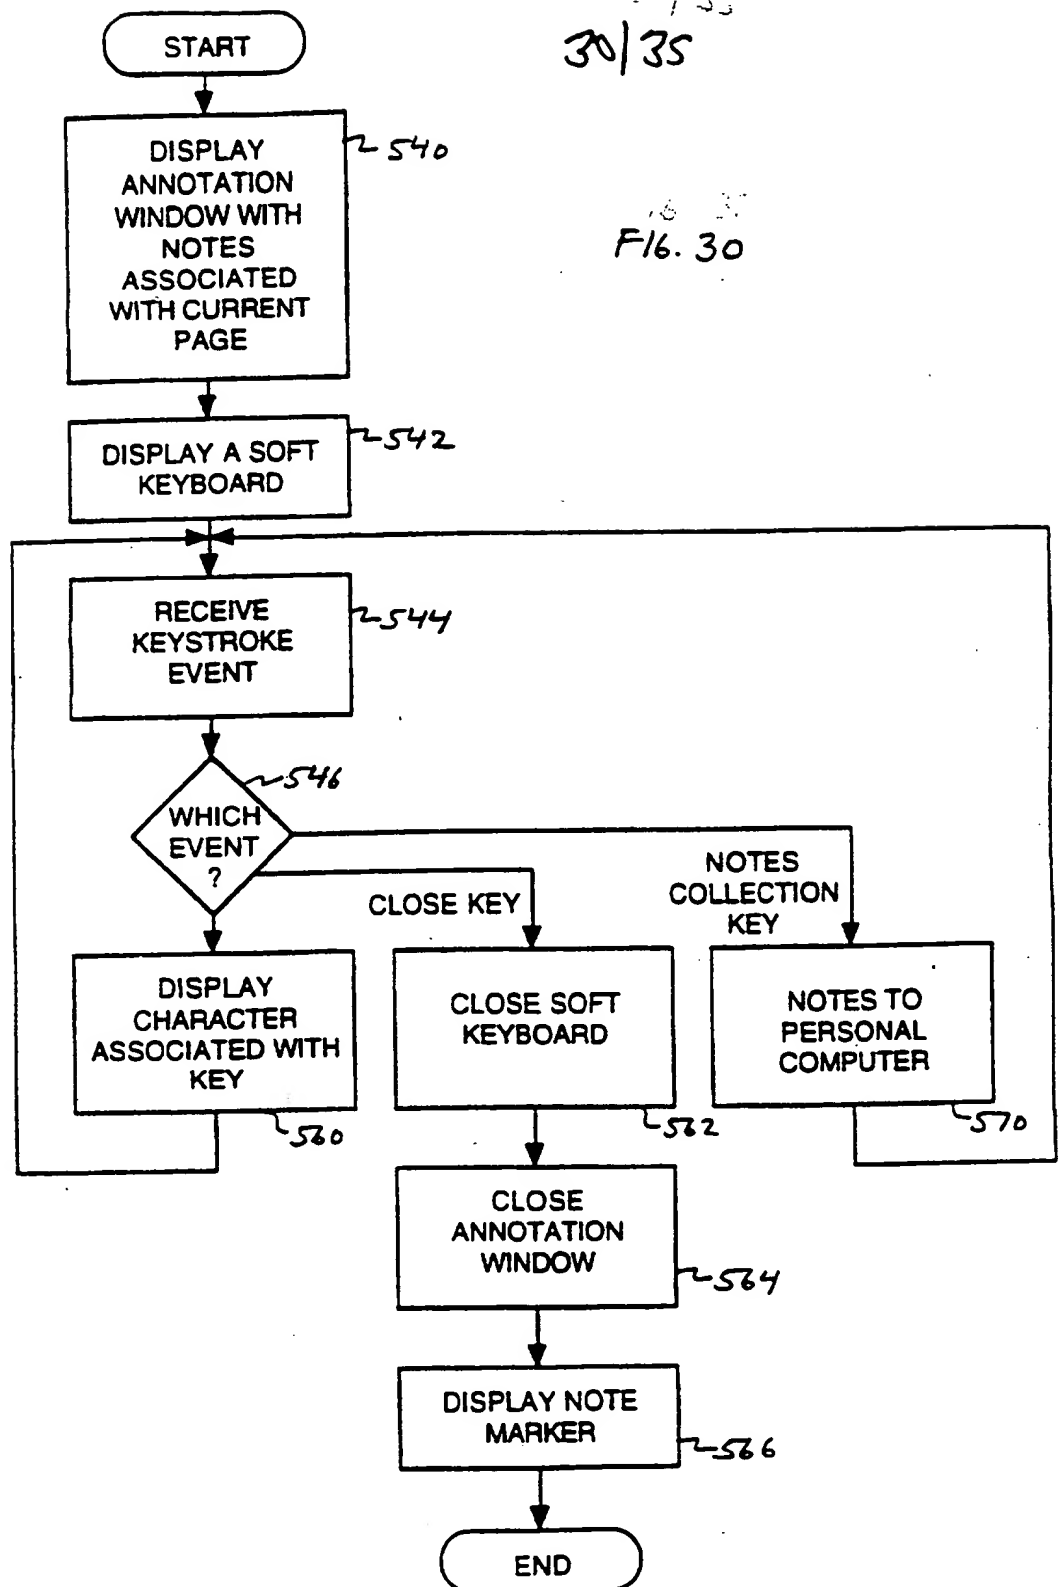 START
30/35
DISPLAY
ANNOTATION
WINDOW WITH
NOTES
ASSOCIATED
WITH CURRENT
PAGE
540
FIG. 30
DISPLAY A SOFT
KEYBOARD
542
RECEIVE
KEYSTROKE
EVENT
544
WHICH
EVENT
?
546
CLOSE KEY
NOTES
COLLECTION
KEY
DISPLAY
CHARACTER
ASSOCIATED WITH
KEY
560
CLOSE SOFT
KEYBOARD
562
NOTES TO
PERSONAL
COMPUTER
570
CLOSE
ANNOTATION
WINDOW
564
DISPLAY NOTE
MARKER
566
END